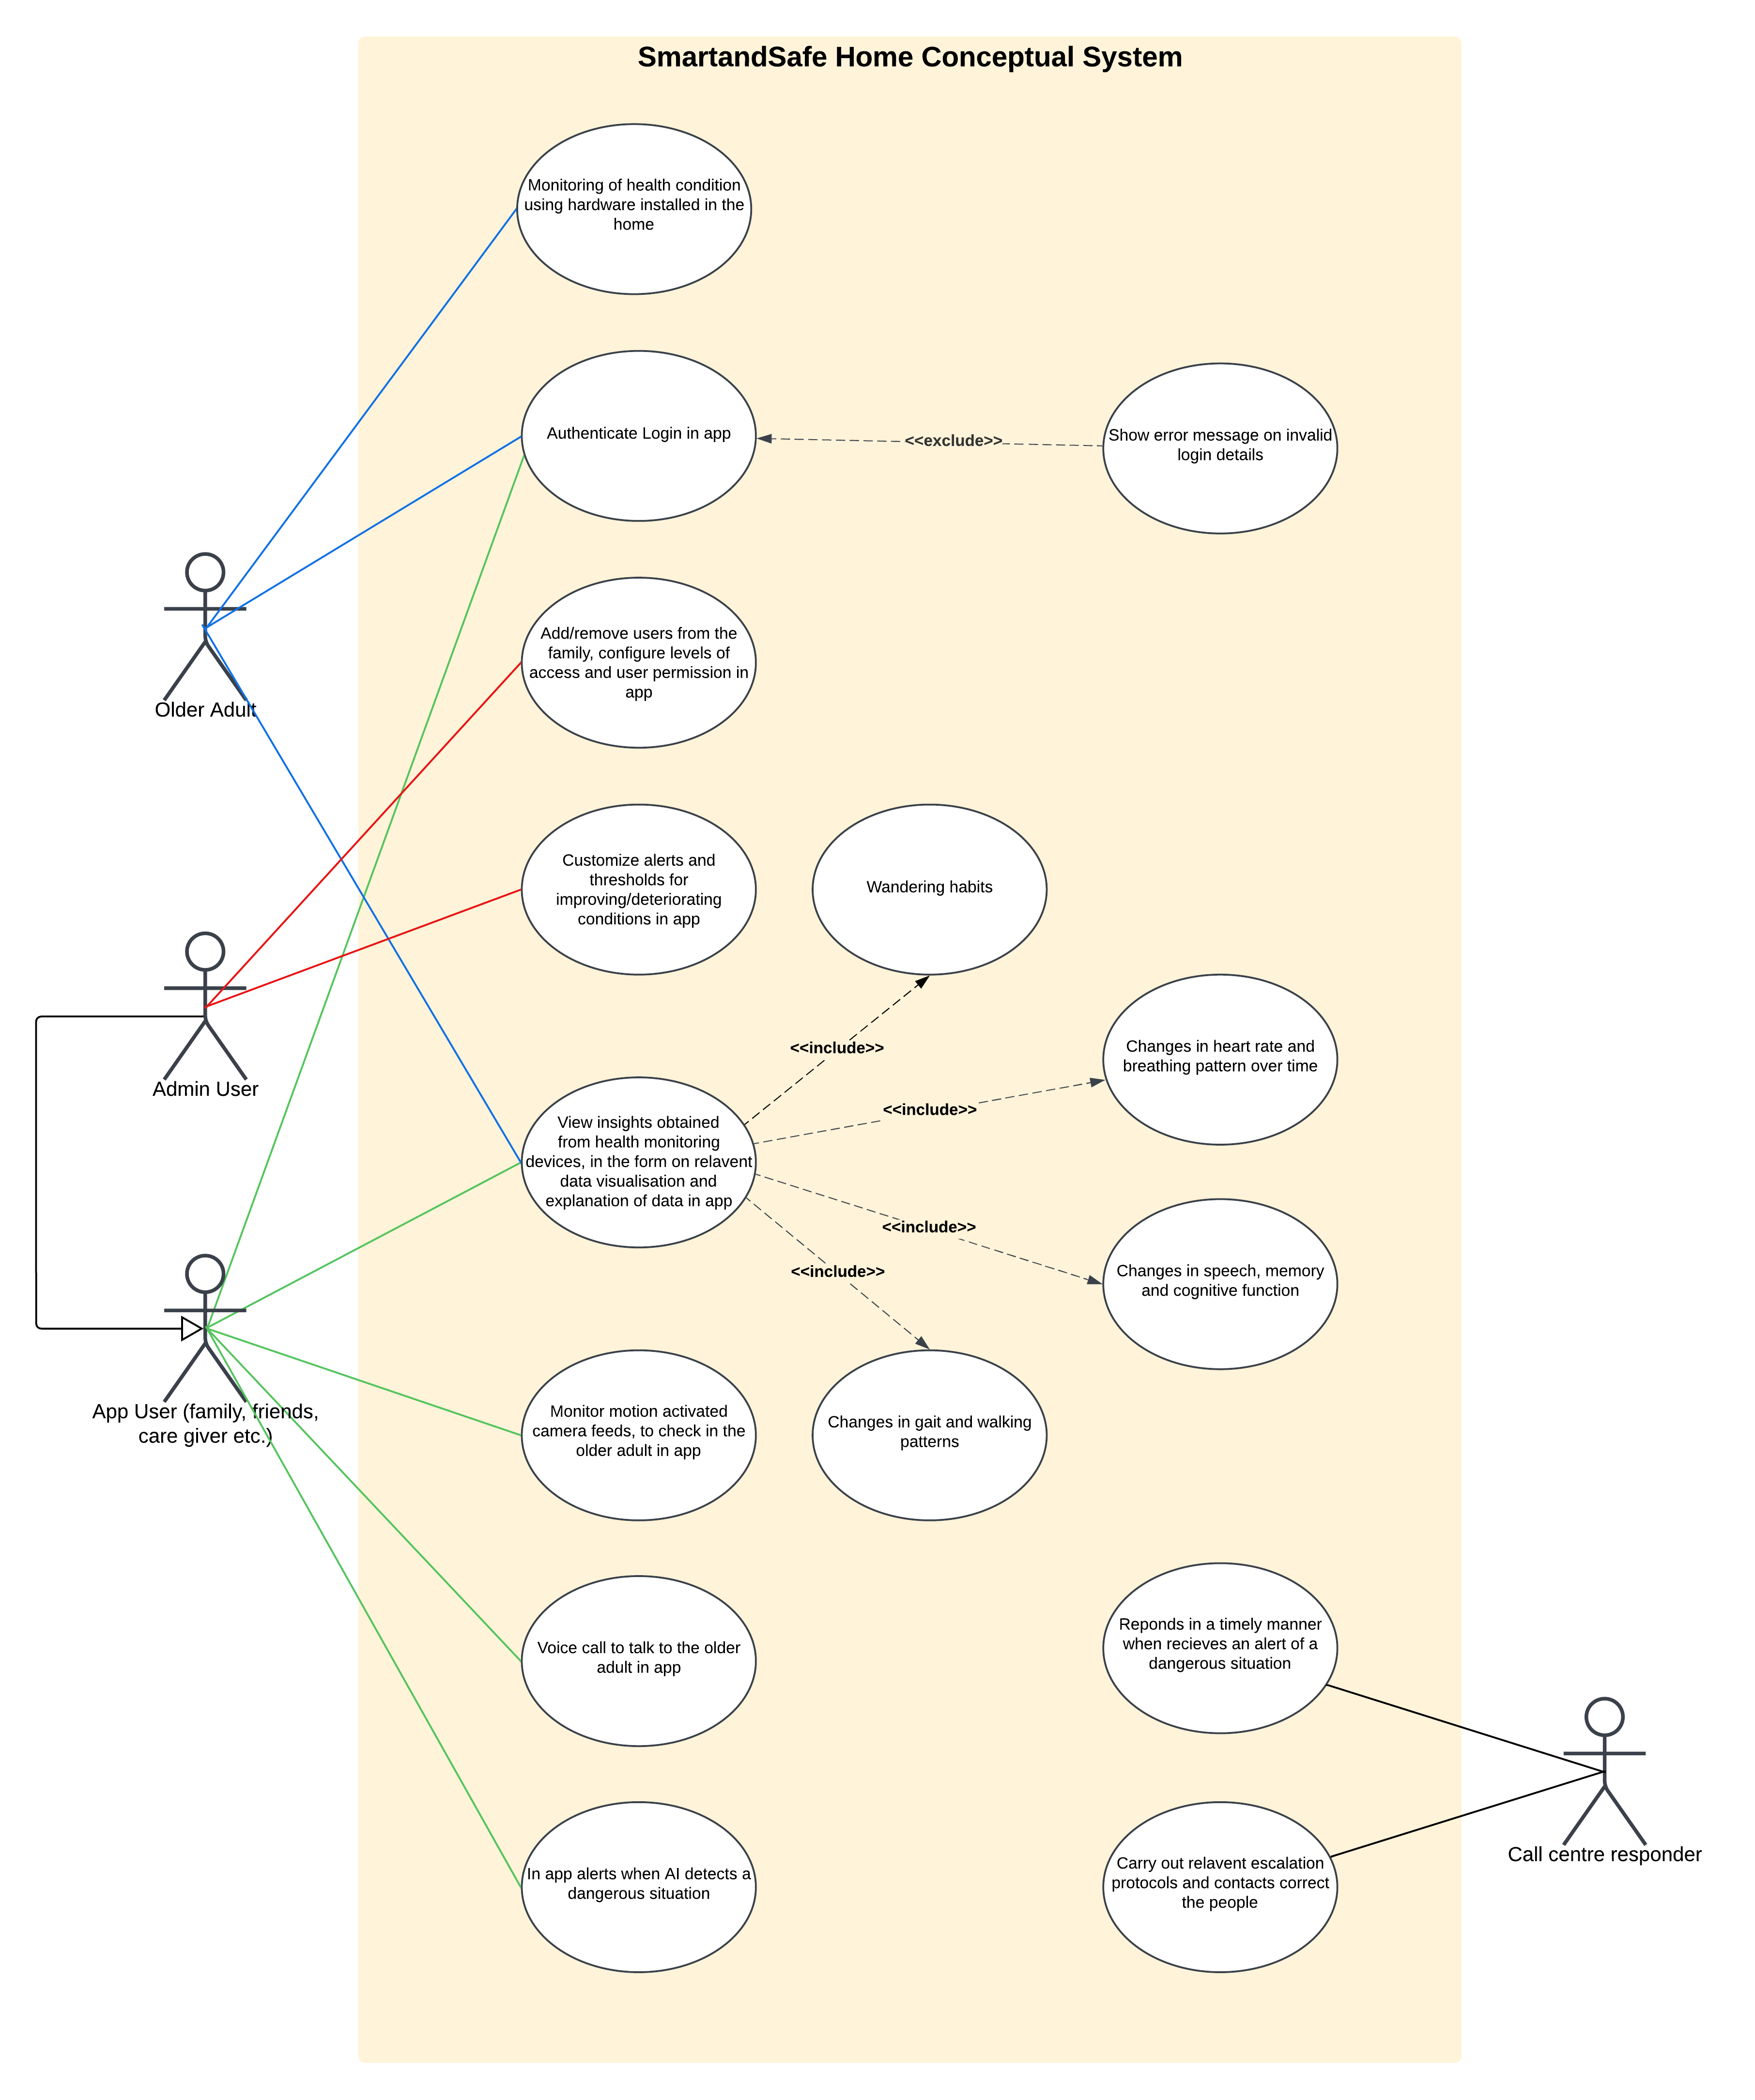 SmartandSafe Home Conceptual System
Monitoring of health condition
using hardware installed in the
home
Authenticate Login in app
<<exclude>>
Show error message on invalid
login details
Older Adult
Add/remove users from the
family, configure levels of
access and user permission in
app
Customize alerts and
thresholds for
improving/deteriorating
conditions in app
Wandering habits
Admin User
<<include>>
Changes in heart rate and
breathing pattern over time
<<include>>
View insights obtained
from health monitoring
devices, in the form on relavent
data visualisation and
explanation of data in app
<<include>>
Changes in speech, memory
and cognitive function
<<include>>
App User (family, friends,
care giver etc.)
Monitor motion activated
camera feeds, to check in the
older adult in app
Changes in gait and walking
patterns
Voice call to talk to the older
adult in app
Reponds in a timely manner
when recieves an alert of a
dangerous situation
Call centre responder
In app alerts when AI detects a
dangerous situation
Carry out relavent escalation
protocols and contacts correct
the people